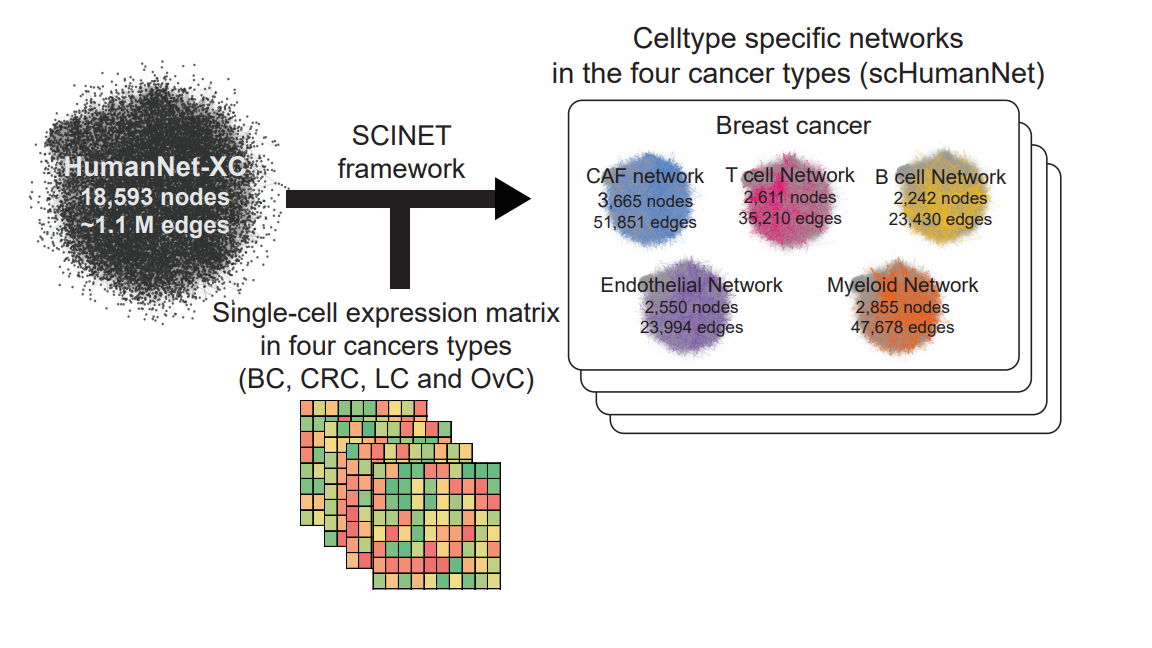 Celltype specific networks
in the four cancer types (scHumanNet)
HumanNet-XC
18,593 nodes
~1.1 M edges
SCINET
framework
Single-cell expression matrix
in four cancers types
(BC, CRC, LC and OvC)
Breast cancer
CAF network
3,665 nodes
51,851 edges
T cell Network
2,611 nodes
35,210 edges
B cell Network
2,242 nodes
23,430 edges
Endothelial Network
2,550 nodes
23,994 edges
Myeloid Network
2,855 nodes
47,678 edges